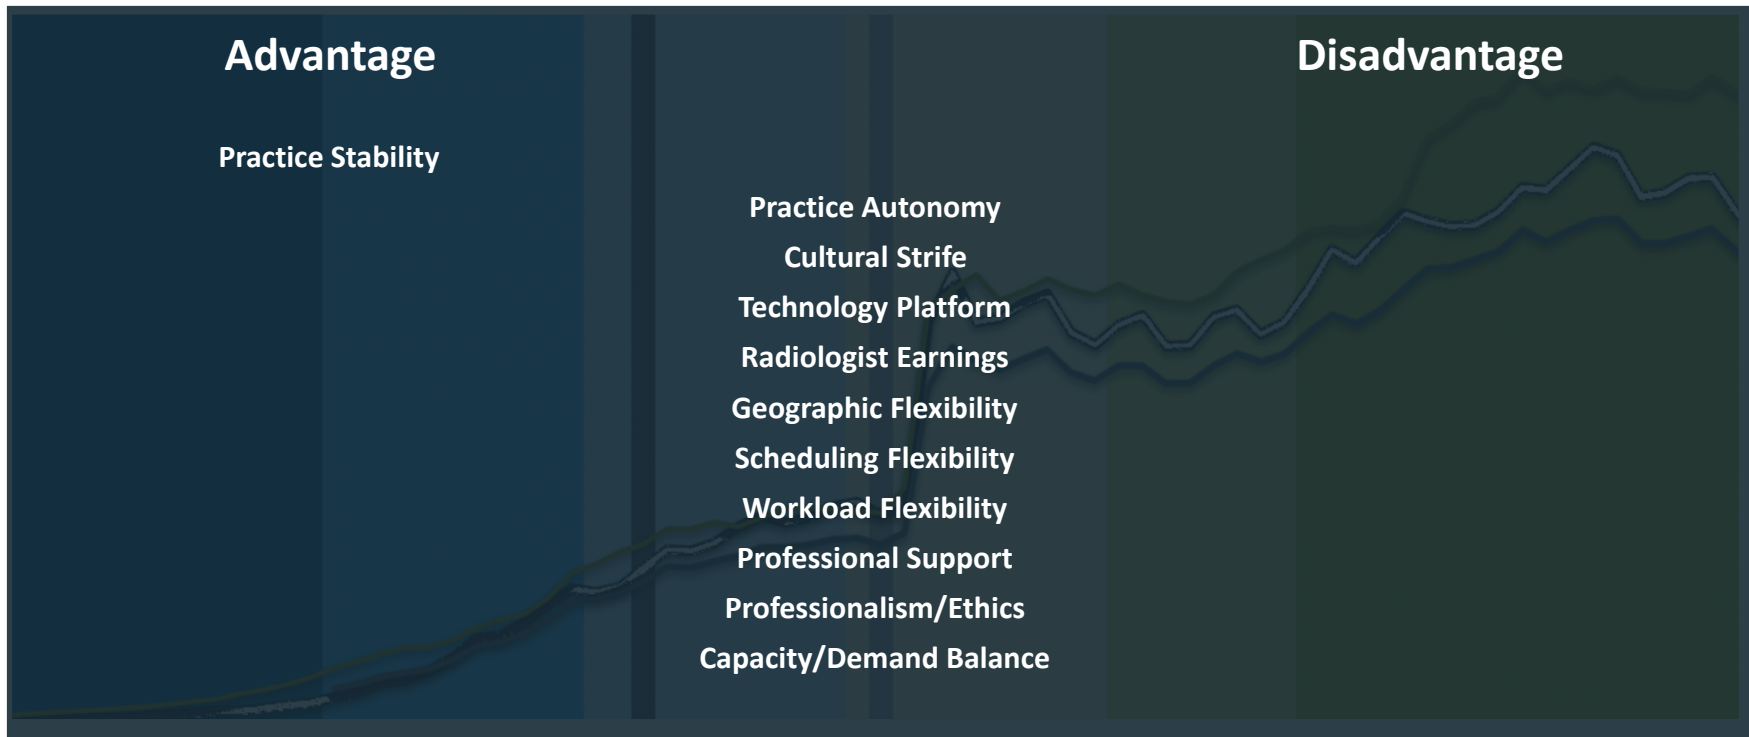 Advantage
Disadvantage
Practice Stability
Practice Autonomy
Cultural Strife
Technology Platform
Radiologist Earnings
Geographic Flexibility
Scheduling Flexibility
Workload Flexibility
Professional Support
Professionalism/Ethics
Capacity/Demand Balance